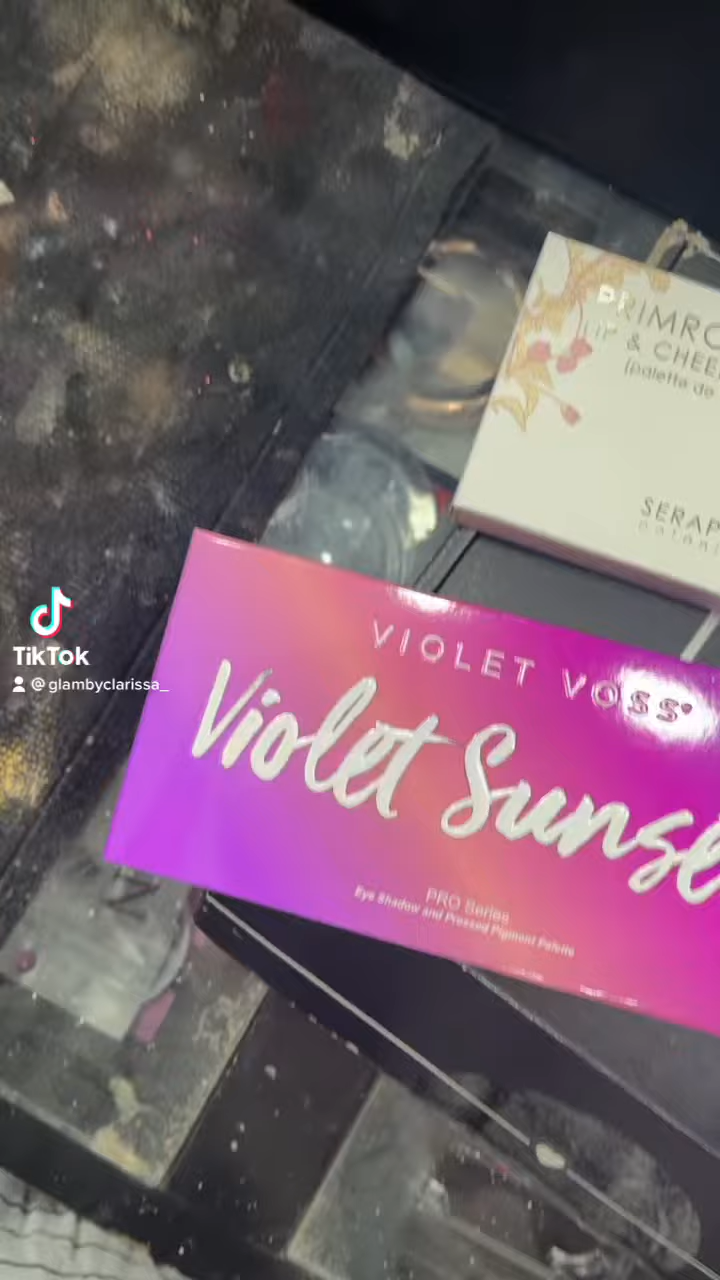 PRIMRO
LIP & CHEE
(palette de
SERAP
VIOLET VOSS
Violet Sunse
PRO Series
Eye Shadow and Pressed Pigment Palette
TikTok
@glambyclarissa_